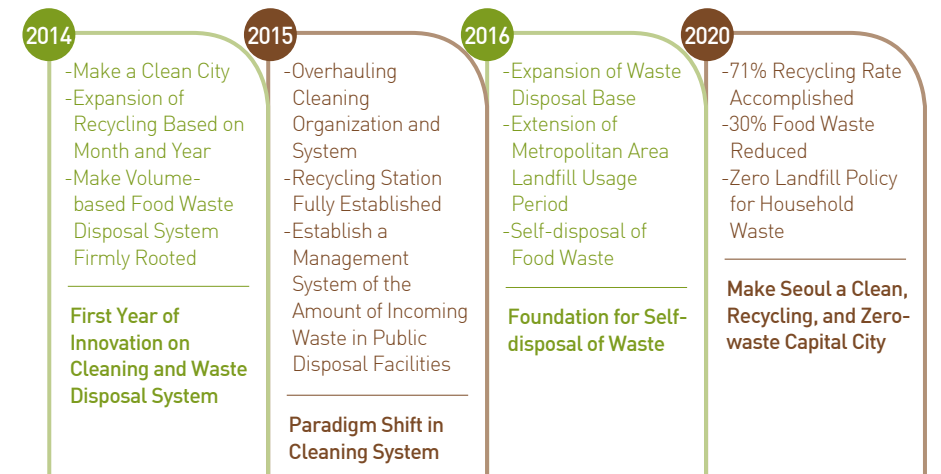 2014
-Make a Clean City
-Expansion of
Recycling Based on
Month and Year
-Make Volume-
based Food Waste
Disposal System
Firmly Rooted
First Year of
Innovation on
Cleaning and Waste
Disposal System
2015
-Overhauling
Cleaning
Organization and
System
-Recycling Station
Fully Established
-Establish a
Management
System of the
Amount of Incoming
Waste in Public
Disposal Facilities
Paradigm Shift in
Cleaning System
2016
-Expansion of Waste
Disposal Base
-Extension of
Metropolitan Area
Landfill Usage
Period
-Self-disposal of
Food Waste
Foundation for Self-
disposal of Waste
2020
-71% Recycling Rate
Accomplished
-30% Food Waste
Reduced
-Zero Landfill Policy
for Household
Waste
Make Seoul a Clean,
Recycling, and Zero-
waste Capital City